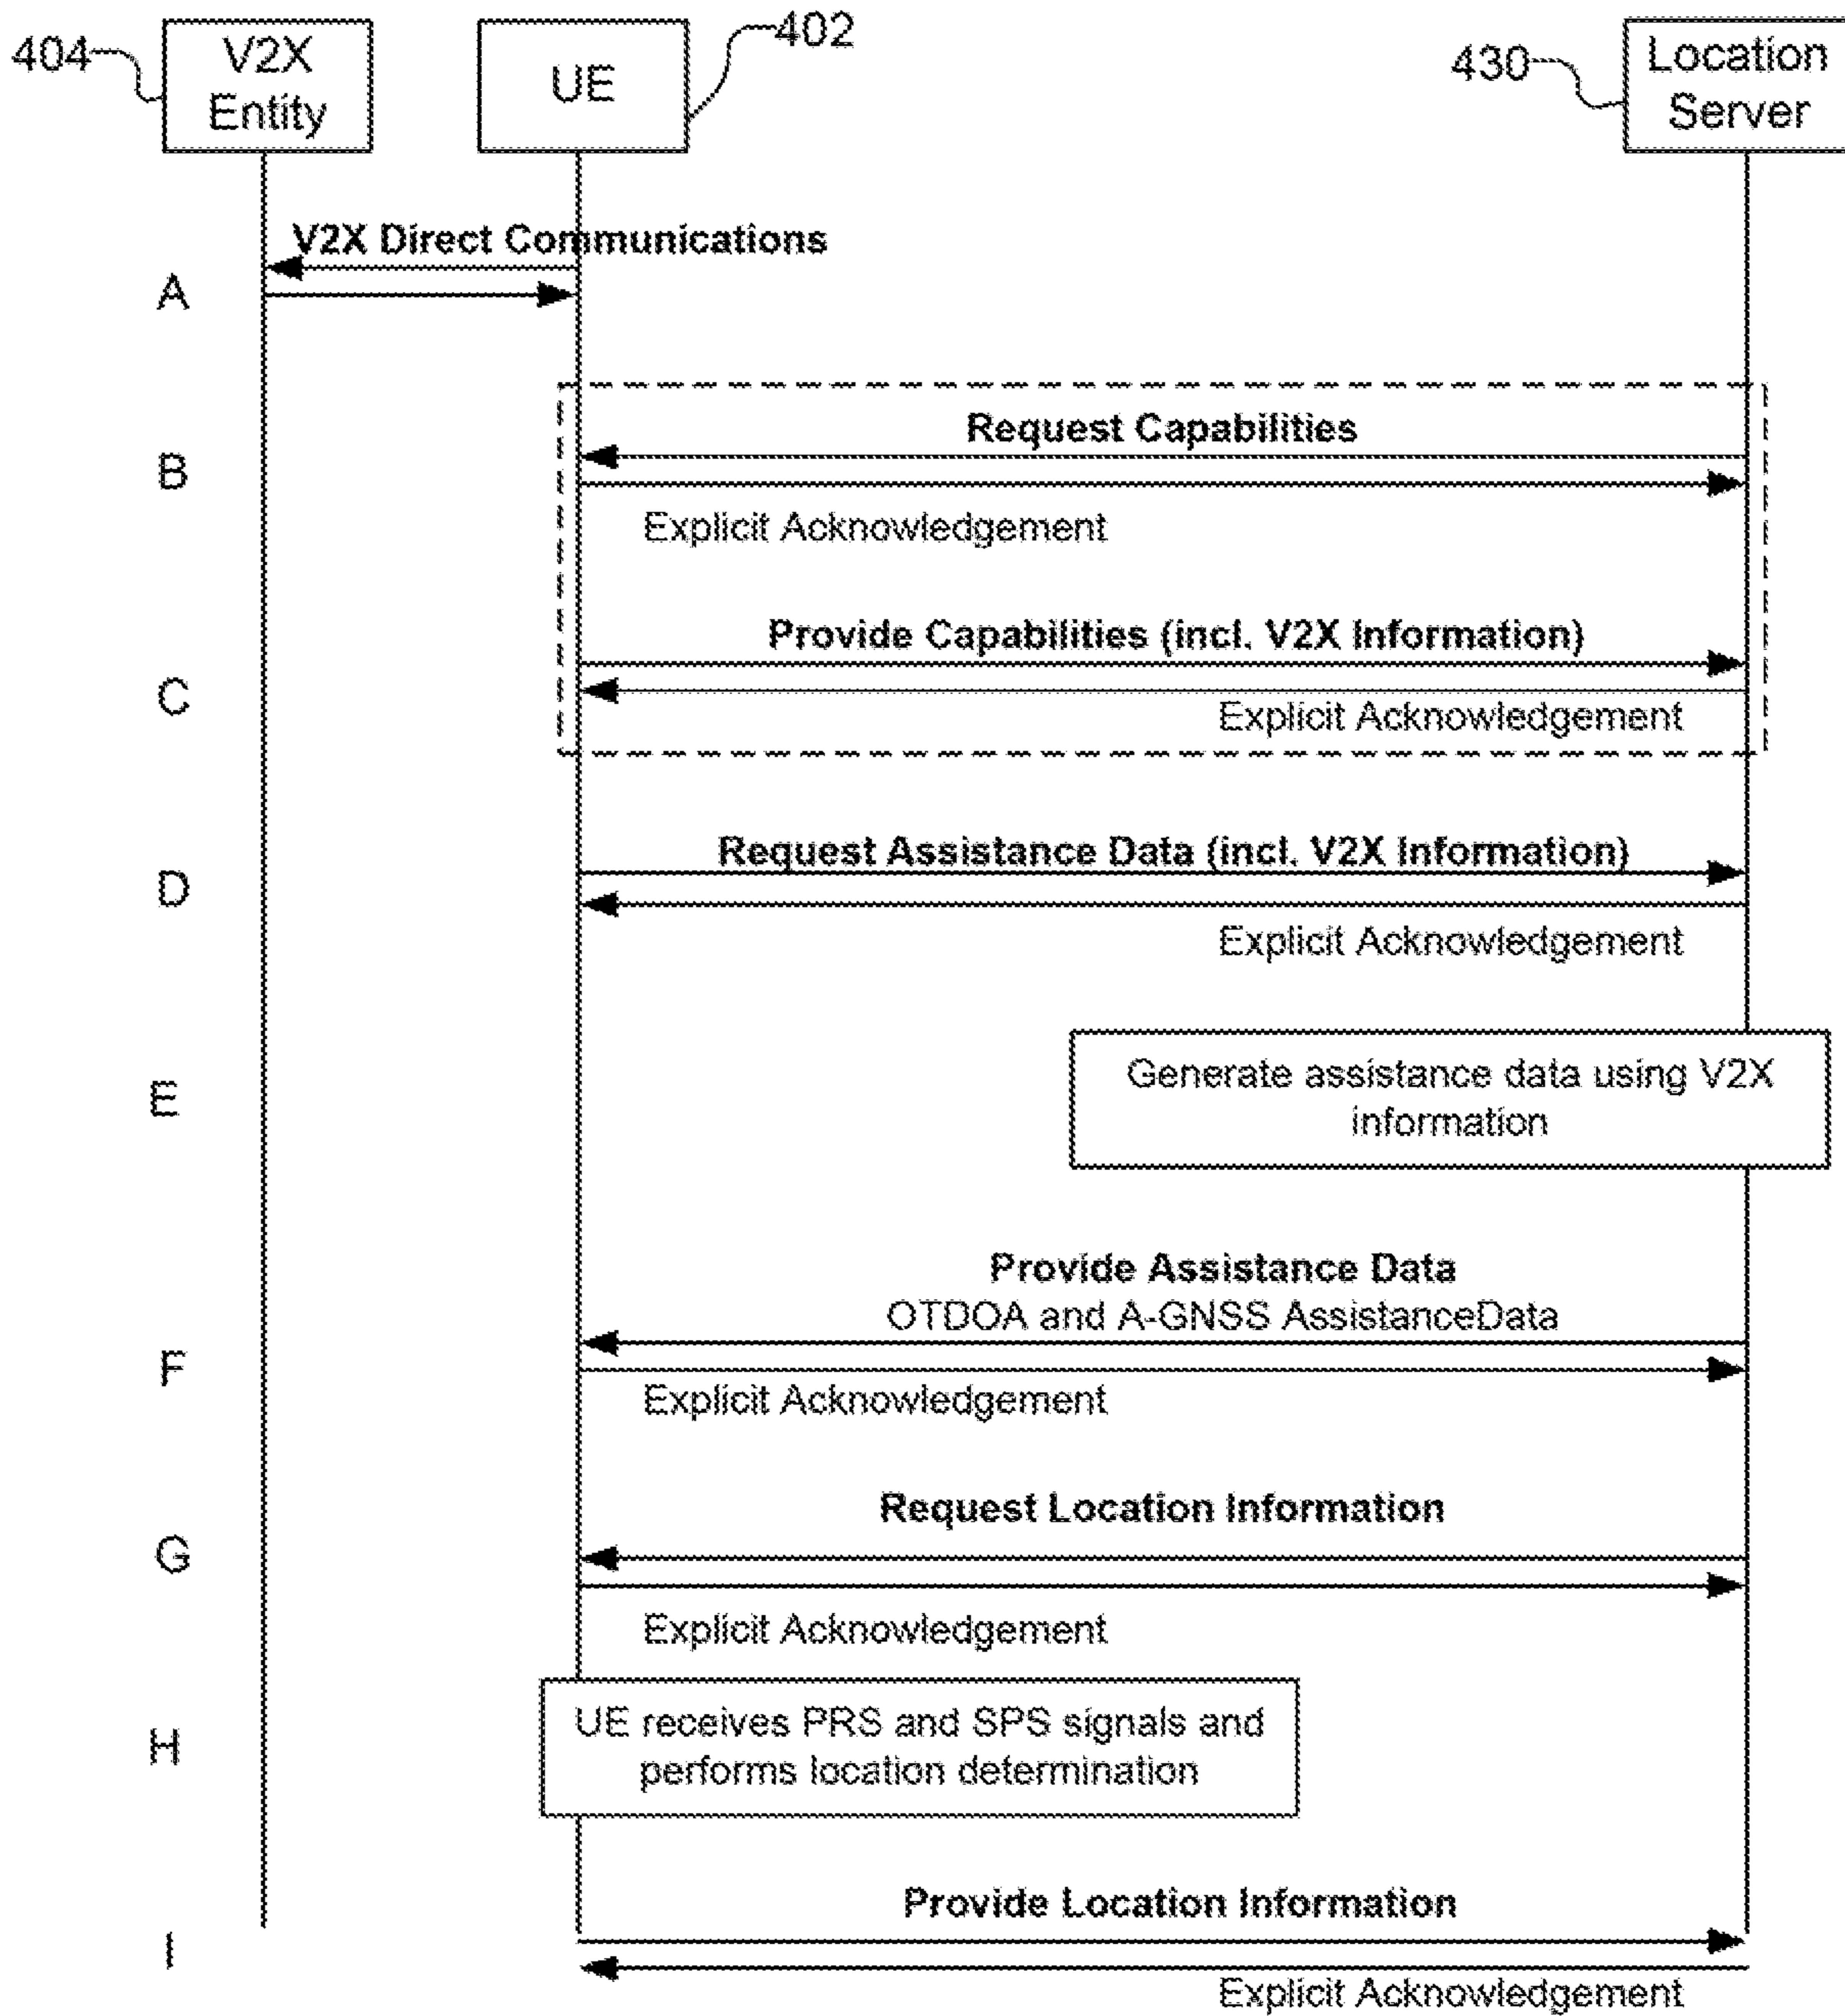 404
V2X
Entity
UE
402
430
Location
Server
V2X Direct Communications
A
Request Capabilities
B
Explicit Acknowledgement
Provide Capabilities (incl. V2X Information)
C
Explicit Acknowledgement
Request Assistance Data (incl. V2X Information)
D
Explicit Acknowledgement
E
Generate assistance data using V2X
information
Provide Assistance Data
OTDOA and A-GNSS AssistanceData
F
Explicit Acknowledgement
Request Location Information
G
Explicit Acknowledgement
H
UE receives PRS and SPS signals and
performs location determination
Provide Location Information
I
Explicit Acknowledgement